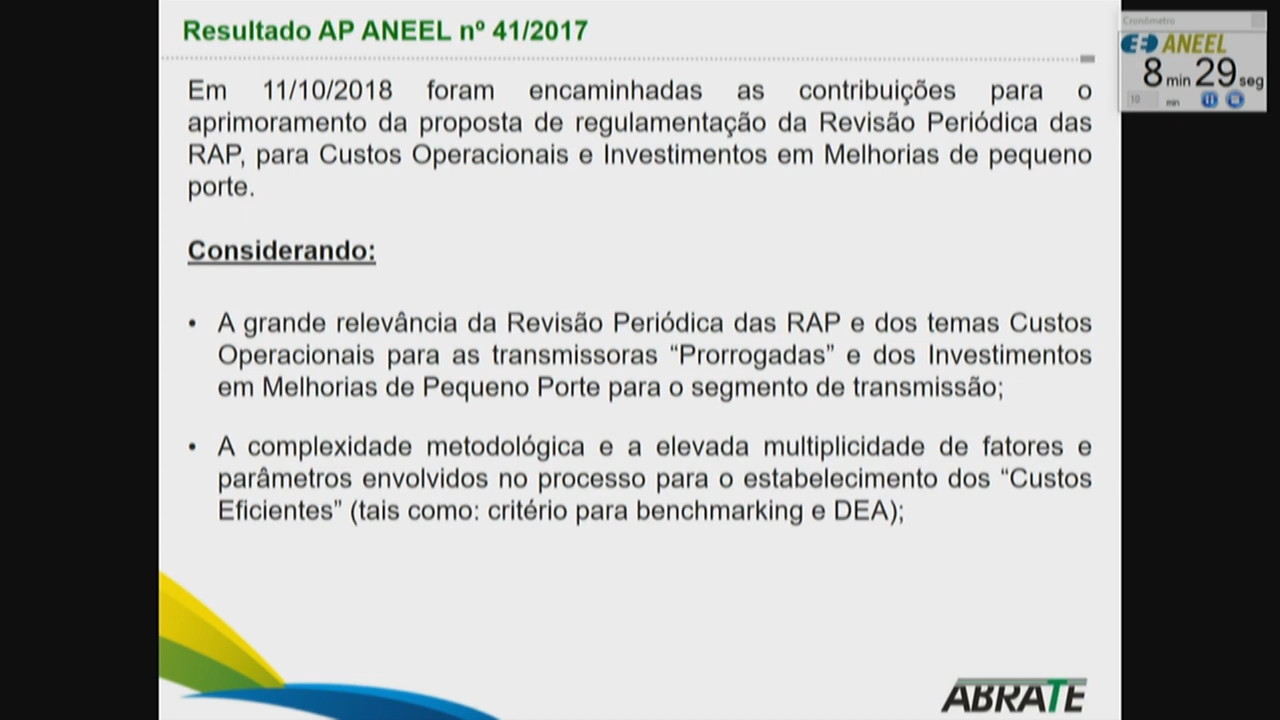 Resultado AP ANEEL nº 41/2017
Cronômetro
ANEEL
8 min 29 seg
10 min
Em 11/10/2018 foram encaminhadas as contribuições para o
aprimoramento da proposta de regulamentação da Revisão Periódica das
RAP, para Custos Operacionais e Investimentos em Melhorias de pequeno
porte.
Considerando:
• A grande relevância da Revisão Periódica das RAP e dos temas Custos
Operacionais para as transmissoras “Prorrogadas” e dos Investimentos
em Melhorias de Pequeno Porte para o segmento de transmissão;
• A complexidade metodológica e a elevada multiplicidade de fatores e
parâmetros envolvidos no processo para o estabelecimento dos “Custos
Eficientes” (tais como: critério para benchmarking e DEA);
ABRATE